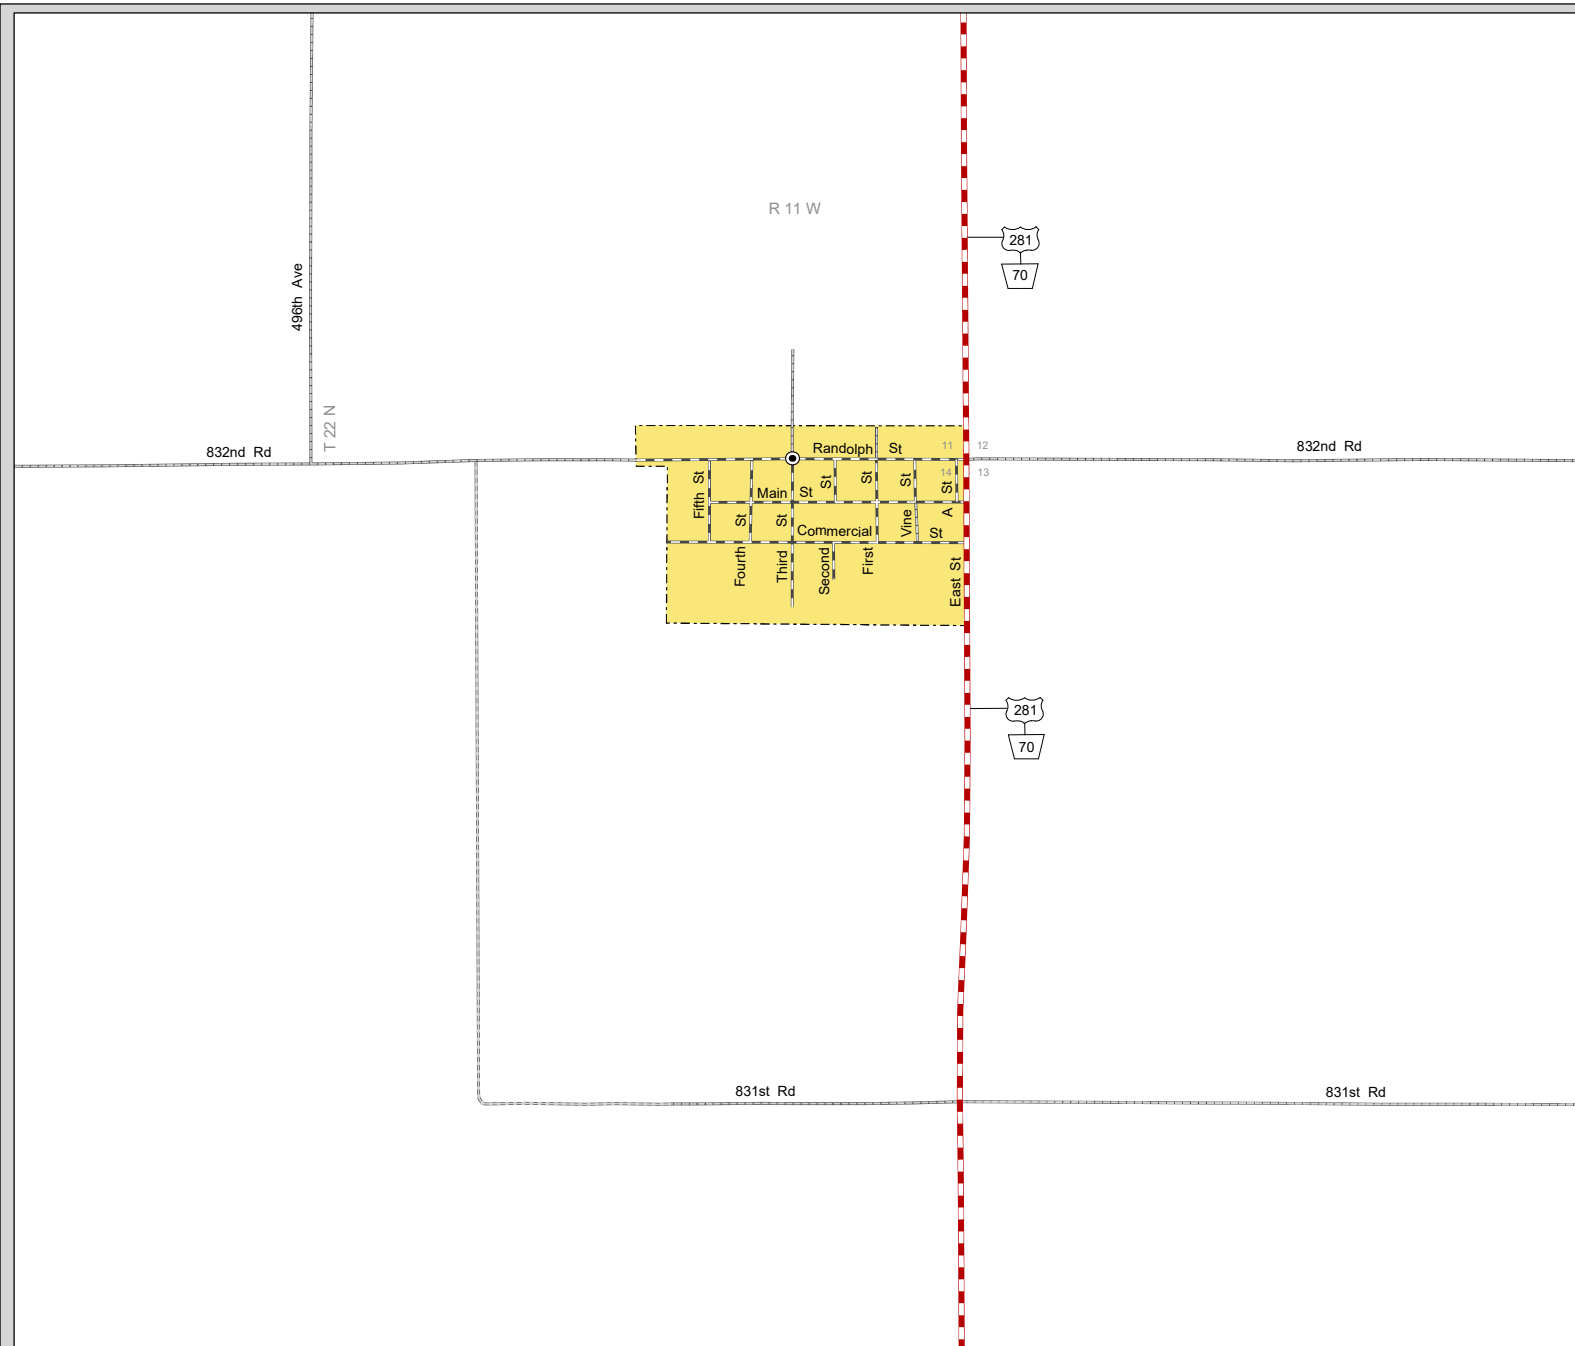 R 11 W
281
70
496th Ave
T 22 N
832nd Rd
Randolph St
11
12
832nd Rd
14
13
Fifth St
Main St
St
St
St
A St
Fourth St
Third St
Commercial St
Vine
Second
First
East St
281
70
831st Rd
831st Rd